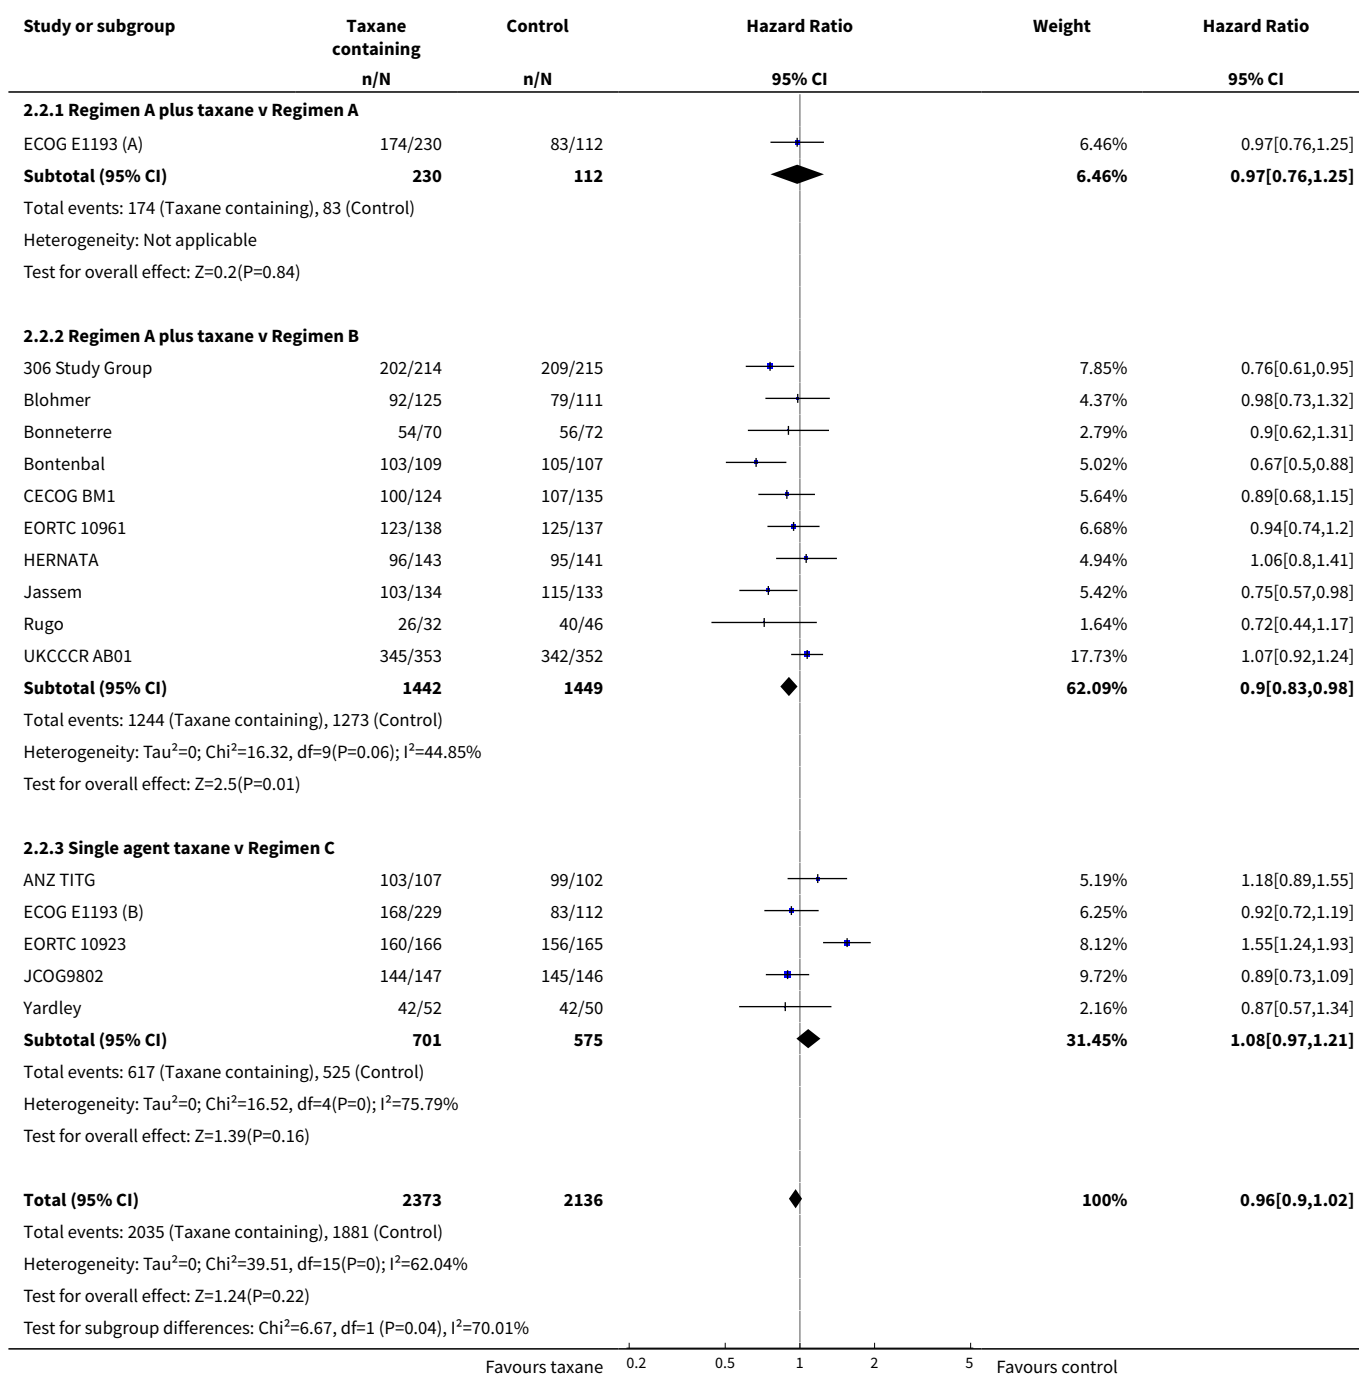 Study or subgroup Taxane containing Control Hazard Ratio Weight Hazard Ratio
n/N n/N 95% CI 95% CI
2.2.1 Regimen A plus taxane v Regimen A
ECOG E1193 (A) 174/230 83/112 6.46% 0.97[0.76,1.25]
Subtotal (95% CI) 230 112 6.46% 0.97[0.76,1.25]
Total events: 174 (Taxane containing), 83 (Control)
Heterogeneity: Not applicable
Test for overall effect: Z=0.2(P=0.84)
2.2.2 Regimen A plus taxane v Regimen B
306 Study Group 202/214 209/215 7.85% 0.76[0.61,0.95]
Blohmer 92/125 79/111 4.37% 0.98[0.73,1.32]
Bonneterre 54/70 56/72 2.79% 0.9[0.62,1.31]
Bontenbal 103/109 105/107 5.02% 0.67[0.5,0.88]
CECOG BM1 100/124 107/135 5.64% 0.89[0.68,1.15]
EORTC 10961 123/138 125/137 6.68% 0.94[0.74,1.2]
HERNATA 96/143 95/141 4.94% 1.06[0.8,1.41]
Jassem 103/134 115/133 5.42% 0.75[0.57,0.98]
Rugo 26/32 40/46 1.64% 0.72[0.44,1.17]
UKCCCR AB01 345/353 342/352 17.73% 1.07[0.92,1.24]
Subtotal (95% CI) 1442 1449 62.09% 0.9[0.83,0.98]
Total events: 1244 (Taxane containing), 1273 (Control)
Heterogeneity: Tau²=0; Chi²=16.32, df=9(P=0.06); I²=44.85%
Test for overall effect: Z=2.5(P=0.01)
2.2.3 Single agent taxane v Regimen C
ANZ TITG 103/107 99/102 5.19% 1.18[0.89,1.55]
ECOG E1193 (B) 168/229 83/112 6.25% 0.92[0.72,1.19]
EORTC 10923 160/166 156/165 8.12% 1.55[1.24,1.93]
JCOG9802 144/147 145/146 9.72% 0.89[0.73,1.09]
Yardley 42/52 42/50 2.16% 0.87[0.57,1.34]
Subtotal (95% CI) 701 575 31.45% 1.08[0.97,1.21]
Total events: 617 (Taxane containing), 525 (Control)
Heterogeneity: Tau²=0; Chi²=16.52, df=4(P=0); I²=75.79%
Test for overall effect: Z=1.39(P=0.16)
Total (95% CI) 2373 2136 100% 0.96[0.9,1.02]
Total events: 2035 (Taxane containing), 1881 (Control)
Heterogeneity: Tau²=0; Chi²=39.51, df=15(P=0); I²=62.04%
Test for overall effect: Z=1.24(P=0.22)
Test for subgroup differences: Chi²=6.67, df=1 (P=0.04), I²=70.01%
Favours taxane 0.2 0.5 1 2 5 Favours control